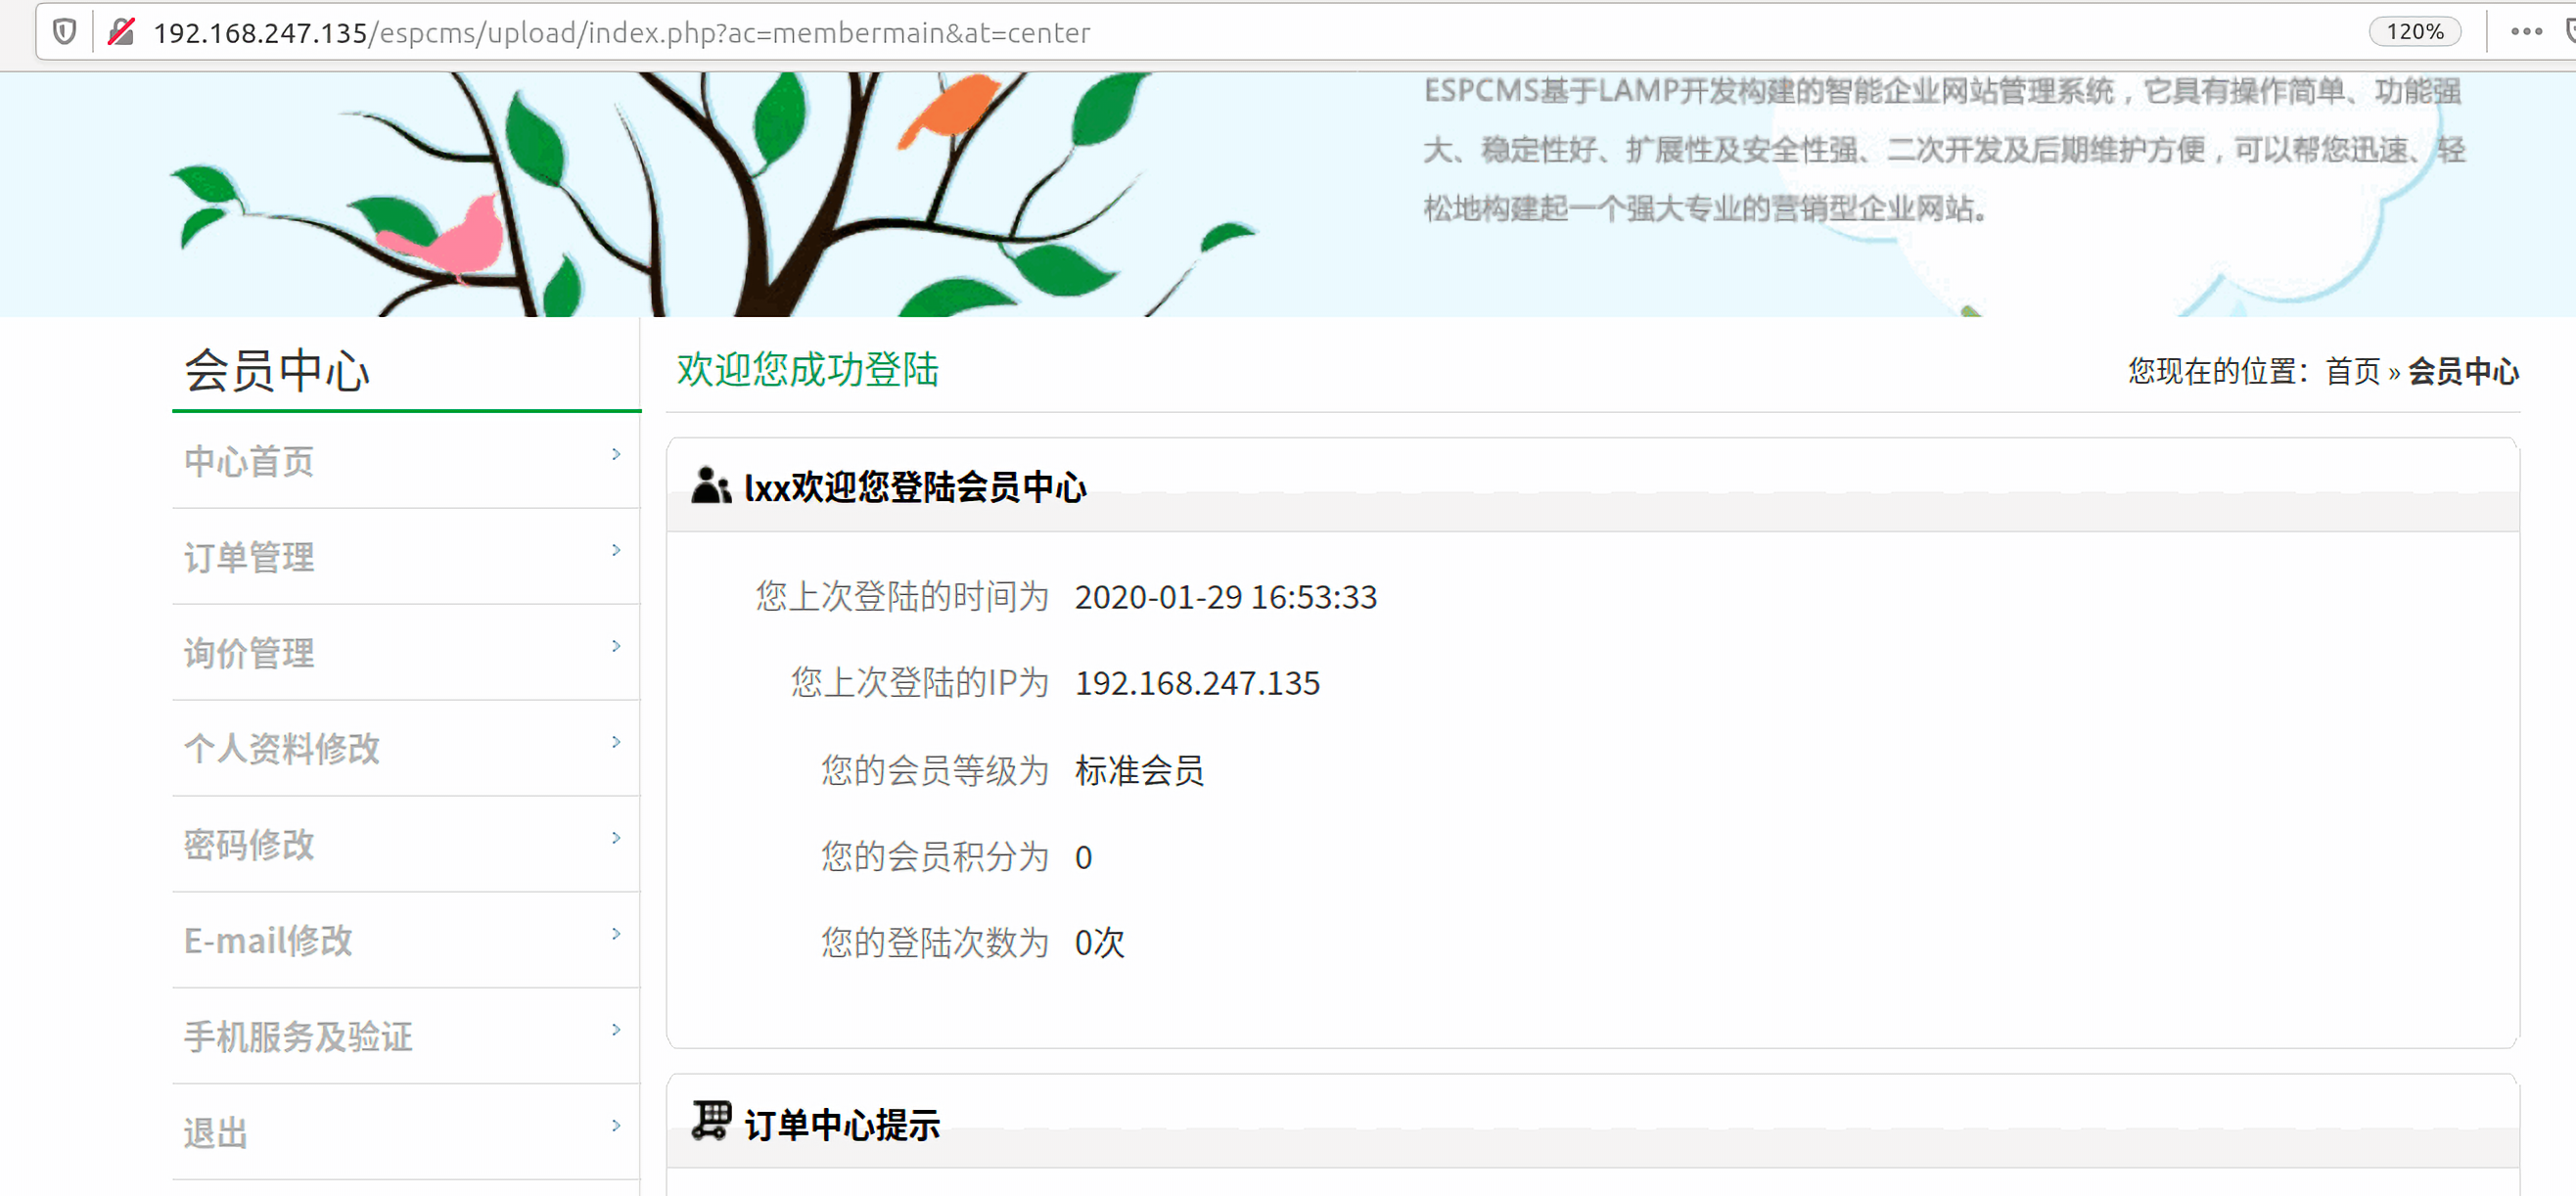 192.168.247.135/espcms/upload/index.php?ac=membermain&at=center
120%
ESPCMS基于LAMP开发构建的智能企业网站管理系统，它具有操作简单、功能强
大、稳定性好、扩展性及安全性强、二次开发及后期维护方便，可以帮您迅速、轻
松地构建起一个强大专业的营销型企业网站。
会员中心
中心首页
订单管理
询价管理
个人资料修改
密码修改
E-mail修改
手机服务及验证
退出
欢迎您成功登陆
您现在的位置：首页 » 会员中心
lxx欢迎您登陆会员中心
您上次登陆的时间为 2020-01-29 16:53:33
您上次登陆的IP为 192.168.247.135
您的会员等级为 标准会员
您的会员积分为 0
您的登陆次数为 0次
订单中心提示